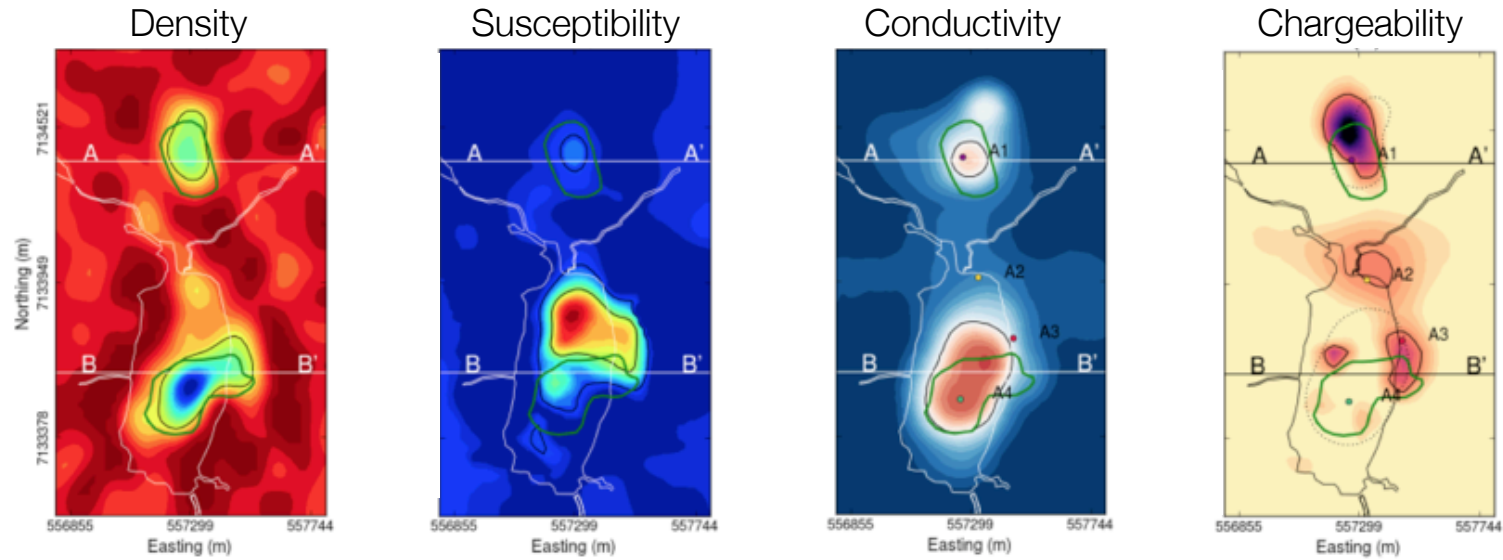 Density
Susceptibility
Conductivity
Chargeability
Northing (m)
7134521
7133949
7133378
A
A'
B
B'
556855
557299
557744
Easting (m)
A
A'
B
B'
556855
557299
557744
Easting (m)
A
A1
A'
A2
A3
B
B'
A4
556855
557299
557744
Easting (m)
A
A1
A'
A2
A3
B
B'
A4
556855
557299
557744
Easting (m)